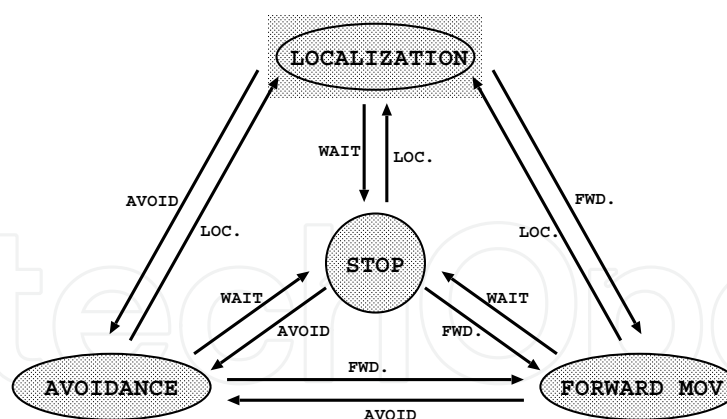 LOCALIZATION
WAIT
LOC.
AVOID
LOC.
FWD.
LOC.
STOP
WAIT
AVOID
WAIT
FWD.
AVOIDANCE
FWD.
FORWARD MOV
AVOID